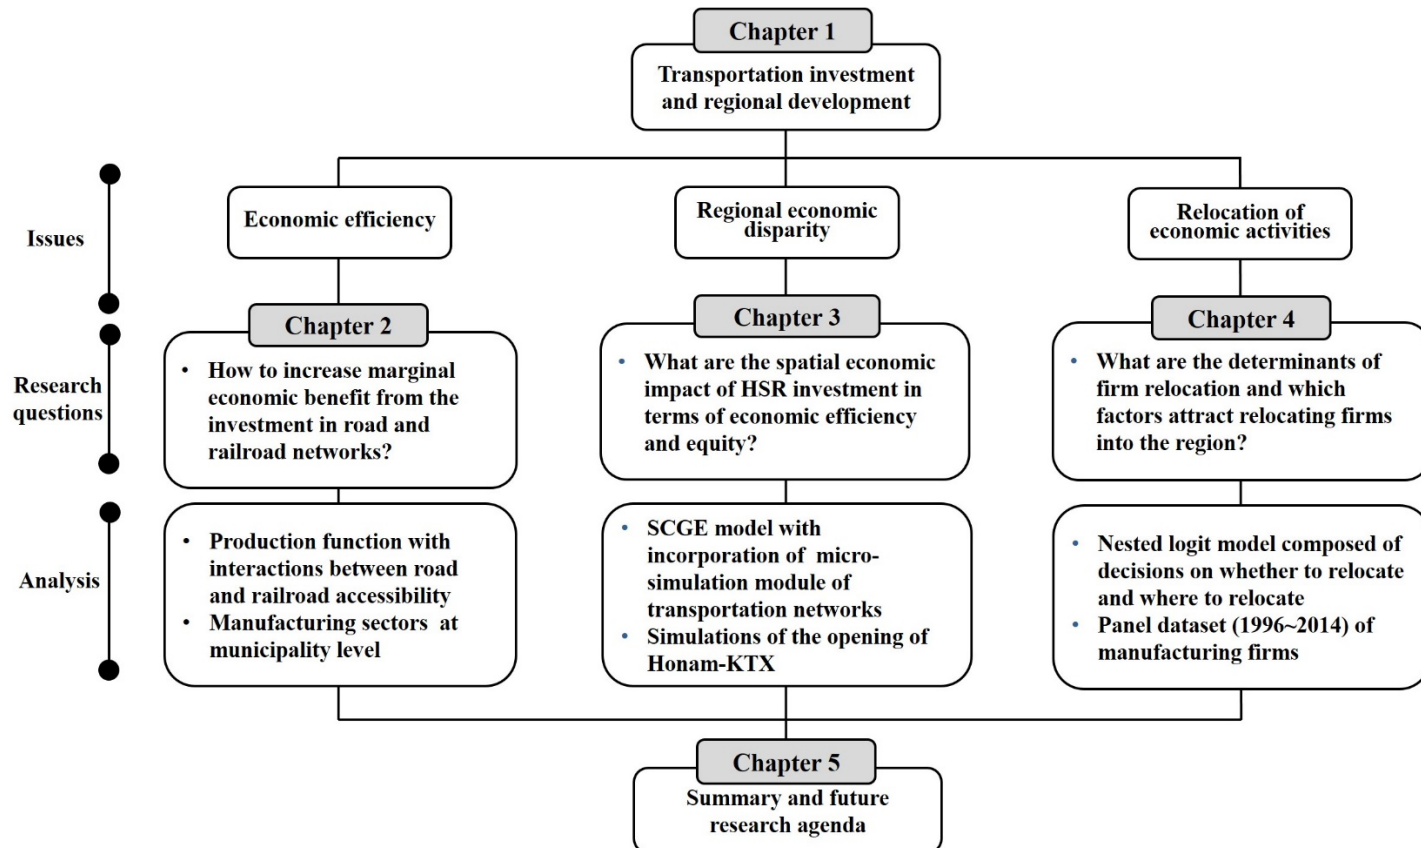 Chapter 1
Transportation investment
and regional development
Issues
Economic efficiency
Regional economic
disparity
Relocation of
economic activities
Research
questions
Chapter 2
• How to increase marginal
economic benefit from the
investment in road and
railroad networks?
Chapter 3
• What are the spatial economic
impact of HSR investment in
terms of economic efficiency
and equity?
Chapter 4
• What are the determinants of
firm relocation and which
factors attract relocating firms
into the region?
Analysis
• Production function with
interactions between road
and railroad accessibility
• Manufacturing sectors at
municipality level
• SCGE model with
incorporation of micro-
simulation module of
transportation networks
• Simulations of the opening of
Honam-KTX
• Nested logit model composed of
decisions on whether to relocate
and where to relocate
• Panel dataset (1996~2014) of
manufacturing firms
Chapter 5
Summary and future
research agenda